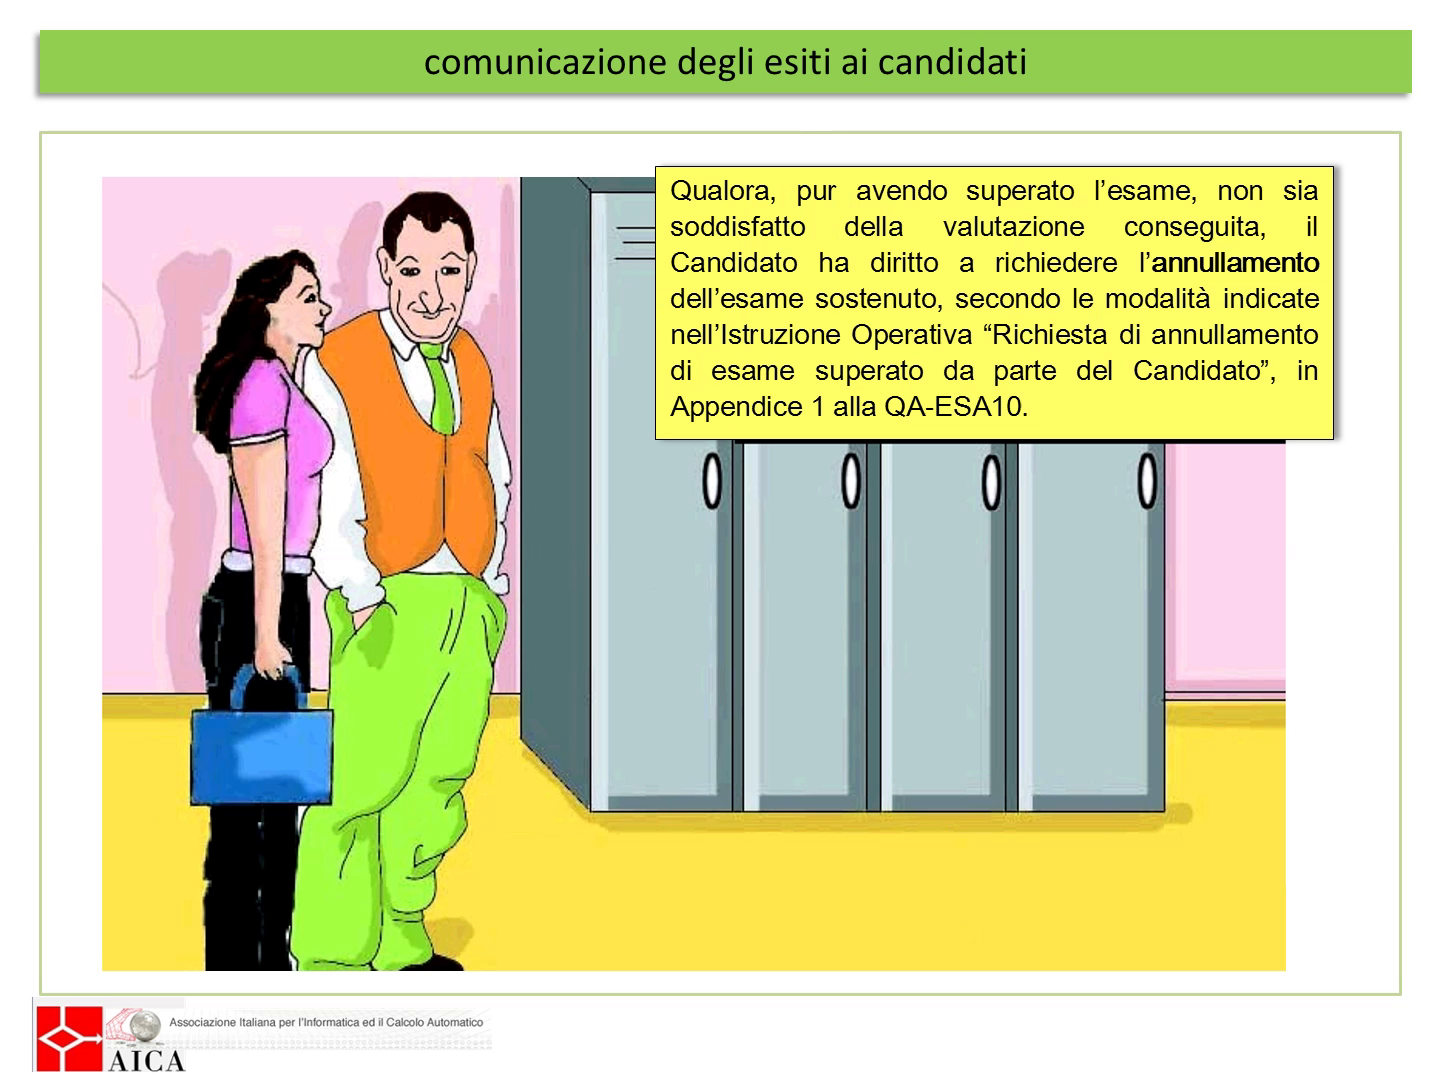 comunicazione degli esiti ai candidati
Qualora, pur avendo superato l’esame, non sia
soddisfatto della valutazione conseguita, il
Candidato ha diritto a richiedere l’annullamento
dell’esame sostenuto, secondo le modalità indicate
nell’Istruzione Operativa “Richiesta di annullamento
di esame superato da parte del Candidato”, in
Appendice 1 alla QA-ESA10.
Associazione Italiana per l’Informatica ed il Calcolo Automatico
AICA